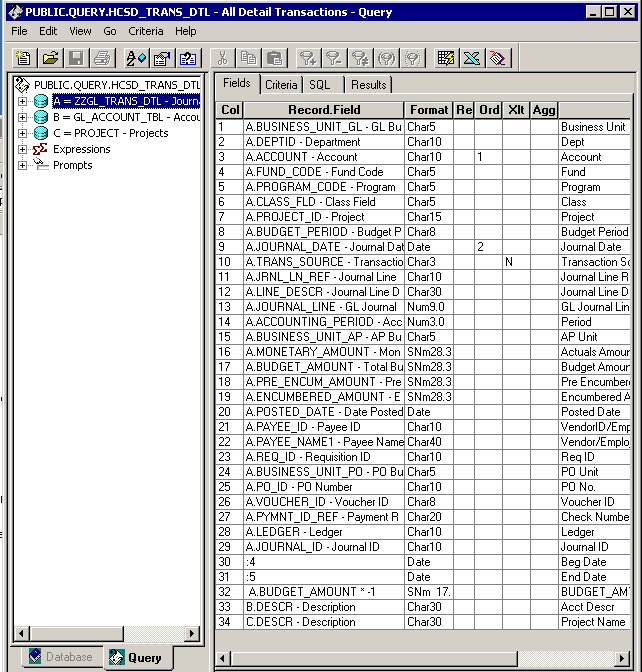 PUBLIC.QUERY.HCSD_TRANS_DTL - All Detail Transactions - Query
File Edit View Go Criteria Help
PUBLIC.QUERY.HCSD_TRANS_DTL
A = ZZGL_TRANS_DTL - Journ
B = GL_ACCOUNT_TBL - Accou
C = PROJECT - Projects
Expressions
Prompts
Database Query
Fields Criteria SQL Results
Col Record.Field Format Re Ord Xlt Agg
1 A.BUSINESS_UNIT_GL - GL Bu Char5 Business Unit
2 A.DEPTID - Department Char10 Dept
3 A.ACCOUNT - Account Char10 1 Account
4 A.FUND_CODE - Fund Code Char5 Fund
5 A.PROGRAM_CODE - Program Char5 Program
6 A.CLASS_FLD - Class Field Char5 Class
7 A.PROJECT_ID - Project Char15 Project
8 A.BUDGET_PERIOD - Budget P Char8 Budget Period
9 A.JOURNAL_DATE - Journal Dat Date 2 Journal Date
10 A.TRANS_SOURCE - Transactio Char3 N Transaction So
11 A.JRNL_LN_REF - Journal Line Char10 Journal Line R
12 A.LINE_DESCR - Journal Line D Char30 Journal Line D
13 A.JOURNAL_LINE - GL Journal Num9.0 GL Journal Lin
14 A.ACCOUNTING_PERIOD - Acc Num3.0 Period
15 A.BUSINESS_UNIT_AP - AP Bu Char5 AP Unit
16 A.MONETARY_AMOUNT - Mon SNm28.3 Actuals Amour
17 A.BUDGET_AMOUNT - Total Bu SNm28.3 Budget Amoun
18 A.PRE_ENCUM_AMOUNT - Pre SNm28.3 Pre Encumbere
19 A.ENCUMBERED_AMOUNT - E SNm28.3 Encumbered A
20 A.POSTED_DATE - Date Posted Date Posted Date
21 A.PAYEE_ID - Payee ID Char10 VendorID/Emp
22 A.PAYEE_NAME1 - Payee Name Char40 Vendor/Emplo
23 A.REQ_ID - Requisition ID Char10 Req ID
24 A.BUSINESS_UNIT_PO - PO Bu Char5 PO Unit
25 A.PO_ID - PO Number Char10 PO No.
26 A.VOUCHER_ID - Voucher ID Char8 Voucher ID
27 A.PYMNT_ID_REF - Payment R Char20 Check Numbe
28 A.LEDGER - Ledger Char10 Ledger
29 A.JOURNAL_ID - Journal ID Char10 Journal ID
30 :4 Date Beg Date
31 :5 Date End Date
32 A.BUDGET_AMOUNT * -1 SNm 17. BUDGET_AMT
33 B.DESCR - Description Char30 Acct Descr
34 C.DESCR - Description Char30 Project Name